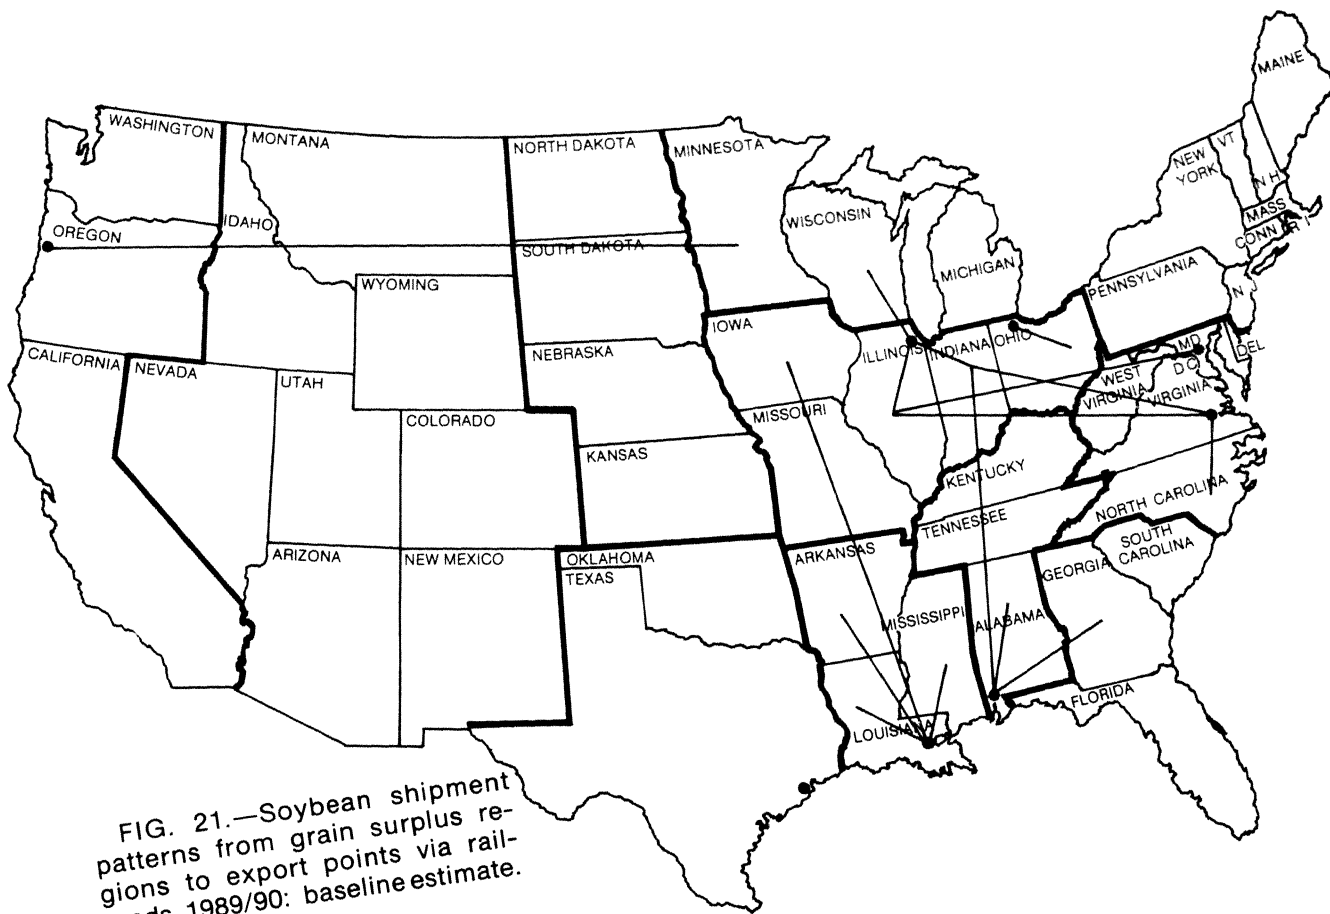 MAINE
WASHINGTON
MONTANA
NORTH DAKOTA
MINNESOTA
VT
NEW
YORK
N H
WISCONSIN
MASS
IDAHO
OREGON
CONN
R I
SOUTH DAKOTA
MICHIGAN
PENNSYLVANIA
WYOMING
N
IOWA
CALIFORNIA
NEVADA
NEBRASKA
ILLINOIS
INDIANA
OHIO
MD
DEL
D C
UTAH
WEST
VIRGINIA
VIRGINIA
COLORADO
MISSOURI
KANSAS
KENTUCKY
NORTH CAROLINA
TENNESSEE
SOUTH
CAROLINA
ARIZONA
NEW MEXICO
OKLAHOMA
TEXAS
ARKANSAS
GEORGIA
MISSISSIPPI
ALABAMA
FLORIDA
LOUISIANA
FIG. 21.—Soybean shipment
patterns from grain surplus re-
gions to export points via rail-
1989/90: baseline estimate.